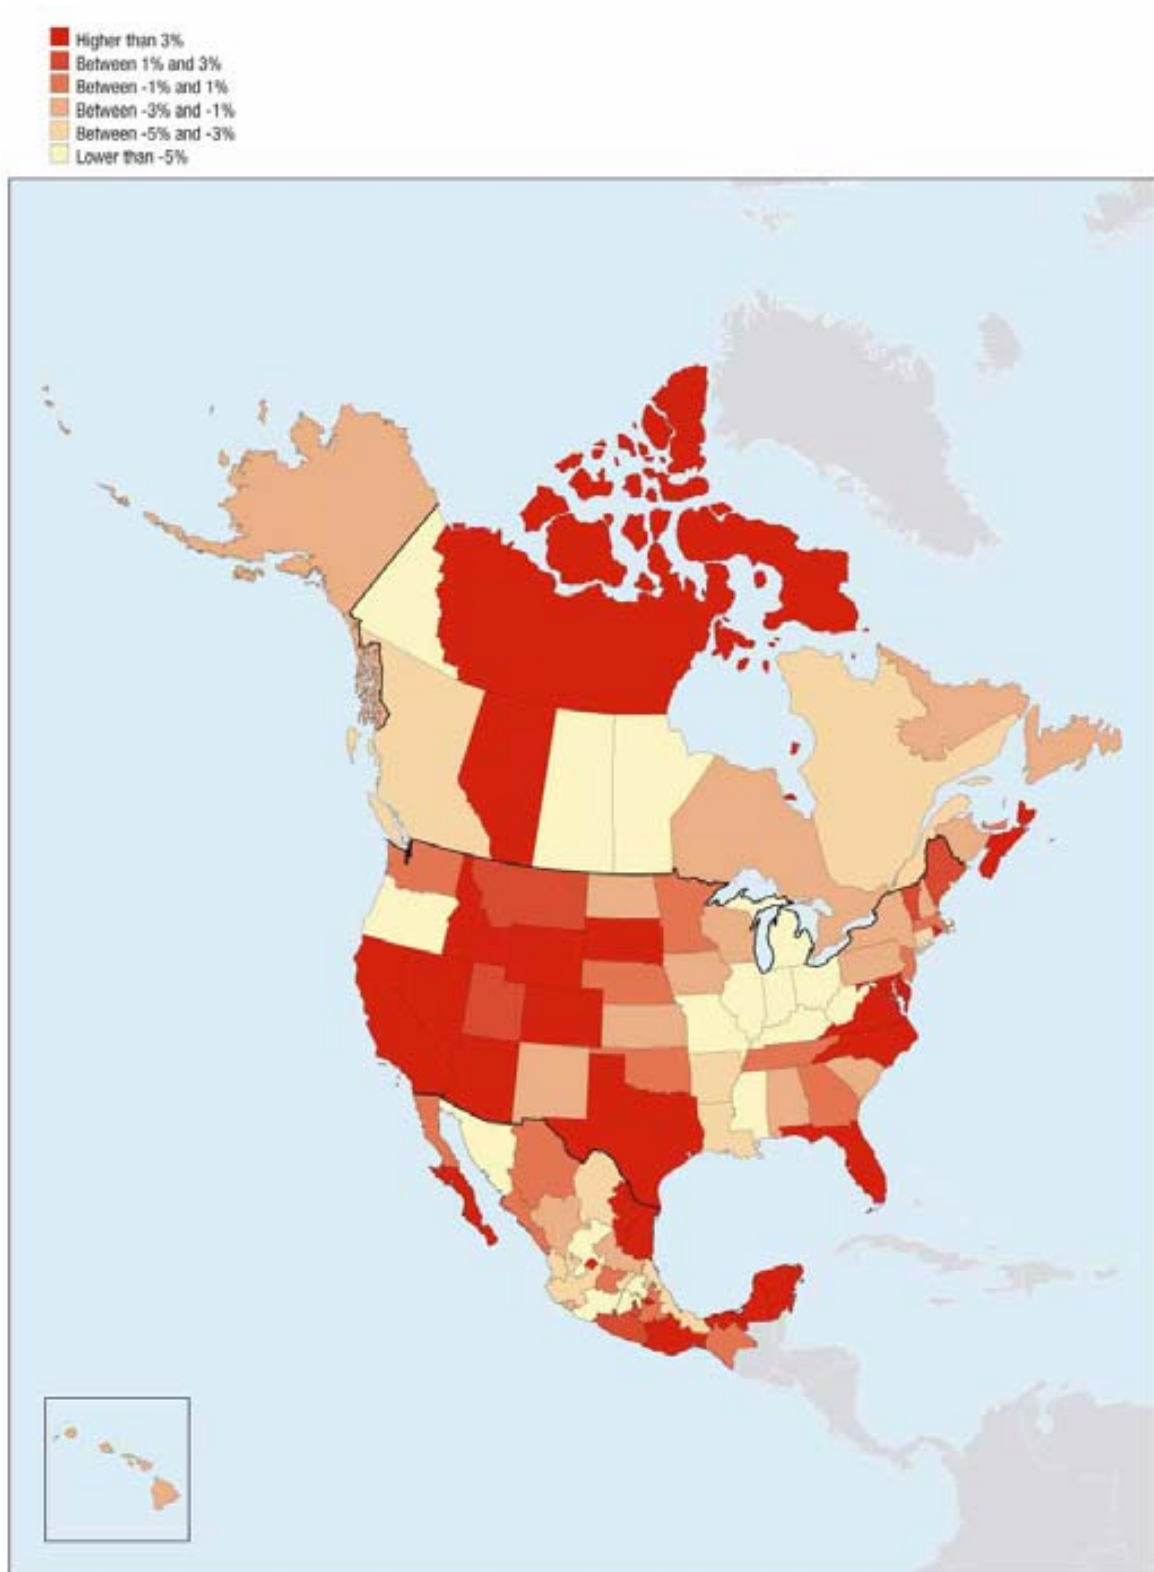 Higher than 3%
Between 1% and 3%
Between -1% and 1%
Between -3% and -1%
Between -5% and -3%
Lower than -5%